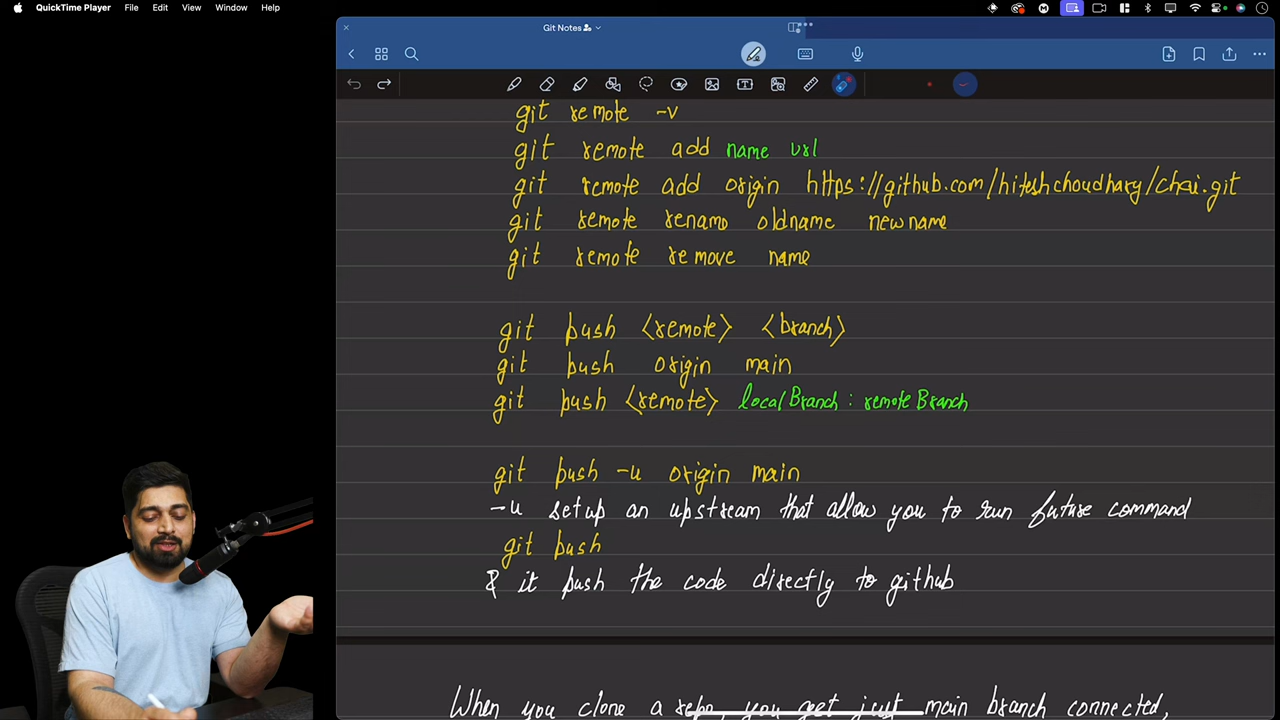 QuickTime Player File Edit View Window Help
Git Notes
git remote -v
git remote add name url
git remote add origin https://github.com/hiteshchoudhary/chai.git
git remote rename oldname newname
git remote remove name
git push <remote> <branch>
git push origin main
git push <remote> localBranch : remoteBranch
git push -u origin main
-u setup an upstream that allow you to run future command
git push
& it push the code directly to github
When you clone a repo, you get just main branch connected,